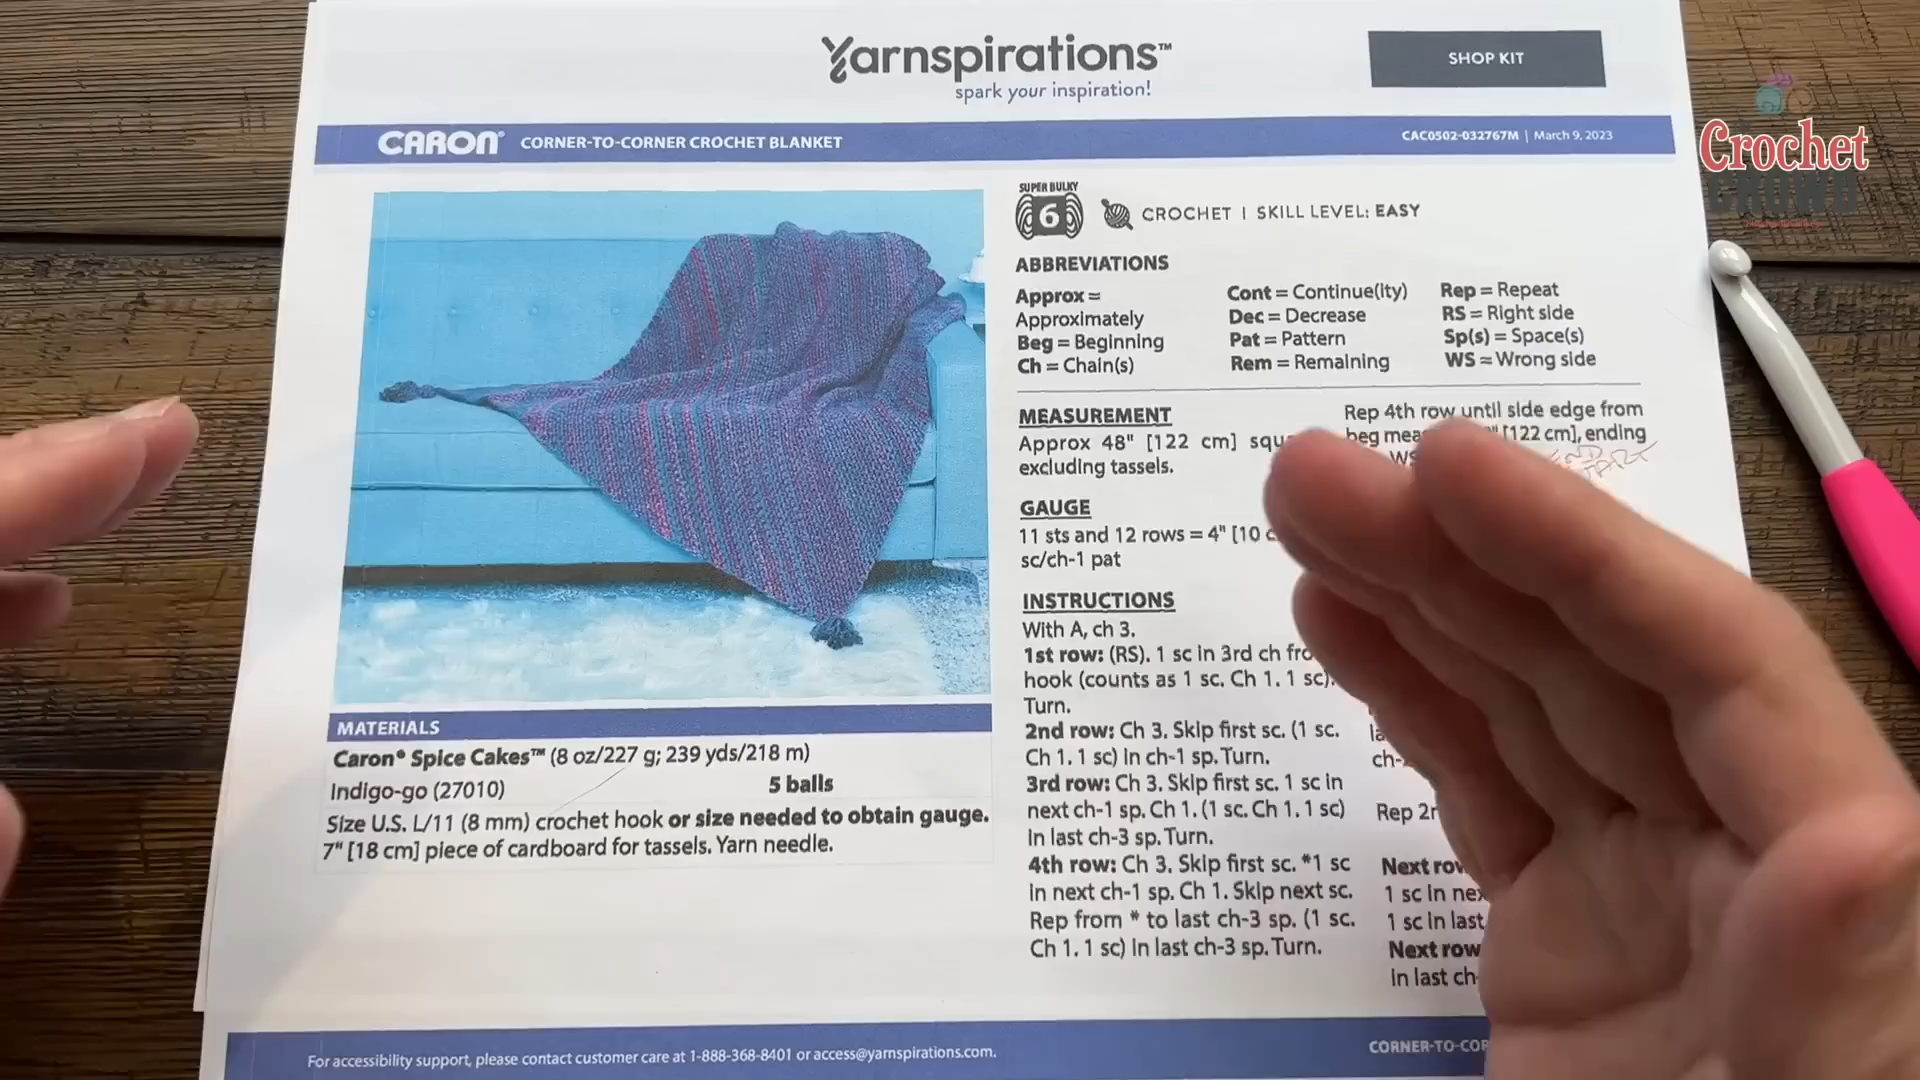 Yarnspirations™
spark your inspiration!
SHOP KIT
CARON® CORNER-TO-CORNER CROCHET BLANKET
CAC0502-032767M | March 9, 2023
Crochet
CROWD
SUPER BULKY
6
CROCHET | SKILL LEVEL: EASY
ABBREVIATIONS
Approx =
Approximately
Beg = Beginning
Ch = Chain(s)
Cont = Continue(ity)
Dec = Decrease
Pat = Pattern
Rem = Remaining
Rep = Repeat
RS = Right side
Sp(s) = Space(s)
WS = Wrong side
MEASUREMENT
Approx 48" [122 cm]
excluding tassels.
GAUGE
11 sts and 12 rows = 4" [10
sc/ch-1 pat
INSTRUCTIONS
With A, ch 3.
1st row: (RS). 1 sc in 3rd ch
hook (counts as 1 sc. Ch 1. 1 sc).
Turn.
2nd row: Ch 3. Skip first sc. (1 sc.
Ch 1. 1 sc) in ch-1 sp. Turn.
3rd row: Ch 3. Skip first sc. 1 sc in
next ch-1 sp. Ch 1. (1 sc. Ch 1. 1 sc)
in last ch-3 sp. Turn.
4th row: Ch 3. Skip first sc. *1 sc
in next ch-1 sp. Ch 1. Skip next sc.
Rep from * to last ch-3 sp. (1 sc.
Ch 1. 1 sc) in last ch-3 sp. Turn.
Rep 4th row until side edge from
beg [122 cm], ending
END
START
Rep
Next
1 sc in
1 sc in last
Next row
in last
MATERIALS
Caron® Spice Cakes™ (8 oz/227 g; 239 yds/218 m)
Indigo-go (27010) 5 balls
Size U.S. L/11 (8 mm) crochet hook or size needed to obtain gauge.
7" [18 cm] piece of cardboard for tassels. Yarn needle.
For accessibility support, please contact customer care at 1-888-368-8401 or access@yarnspirations.com.